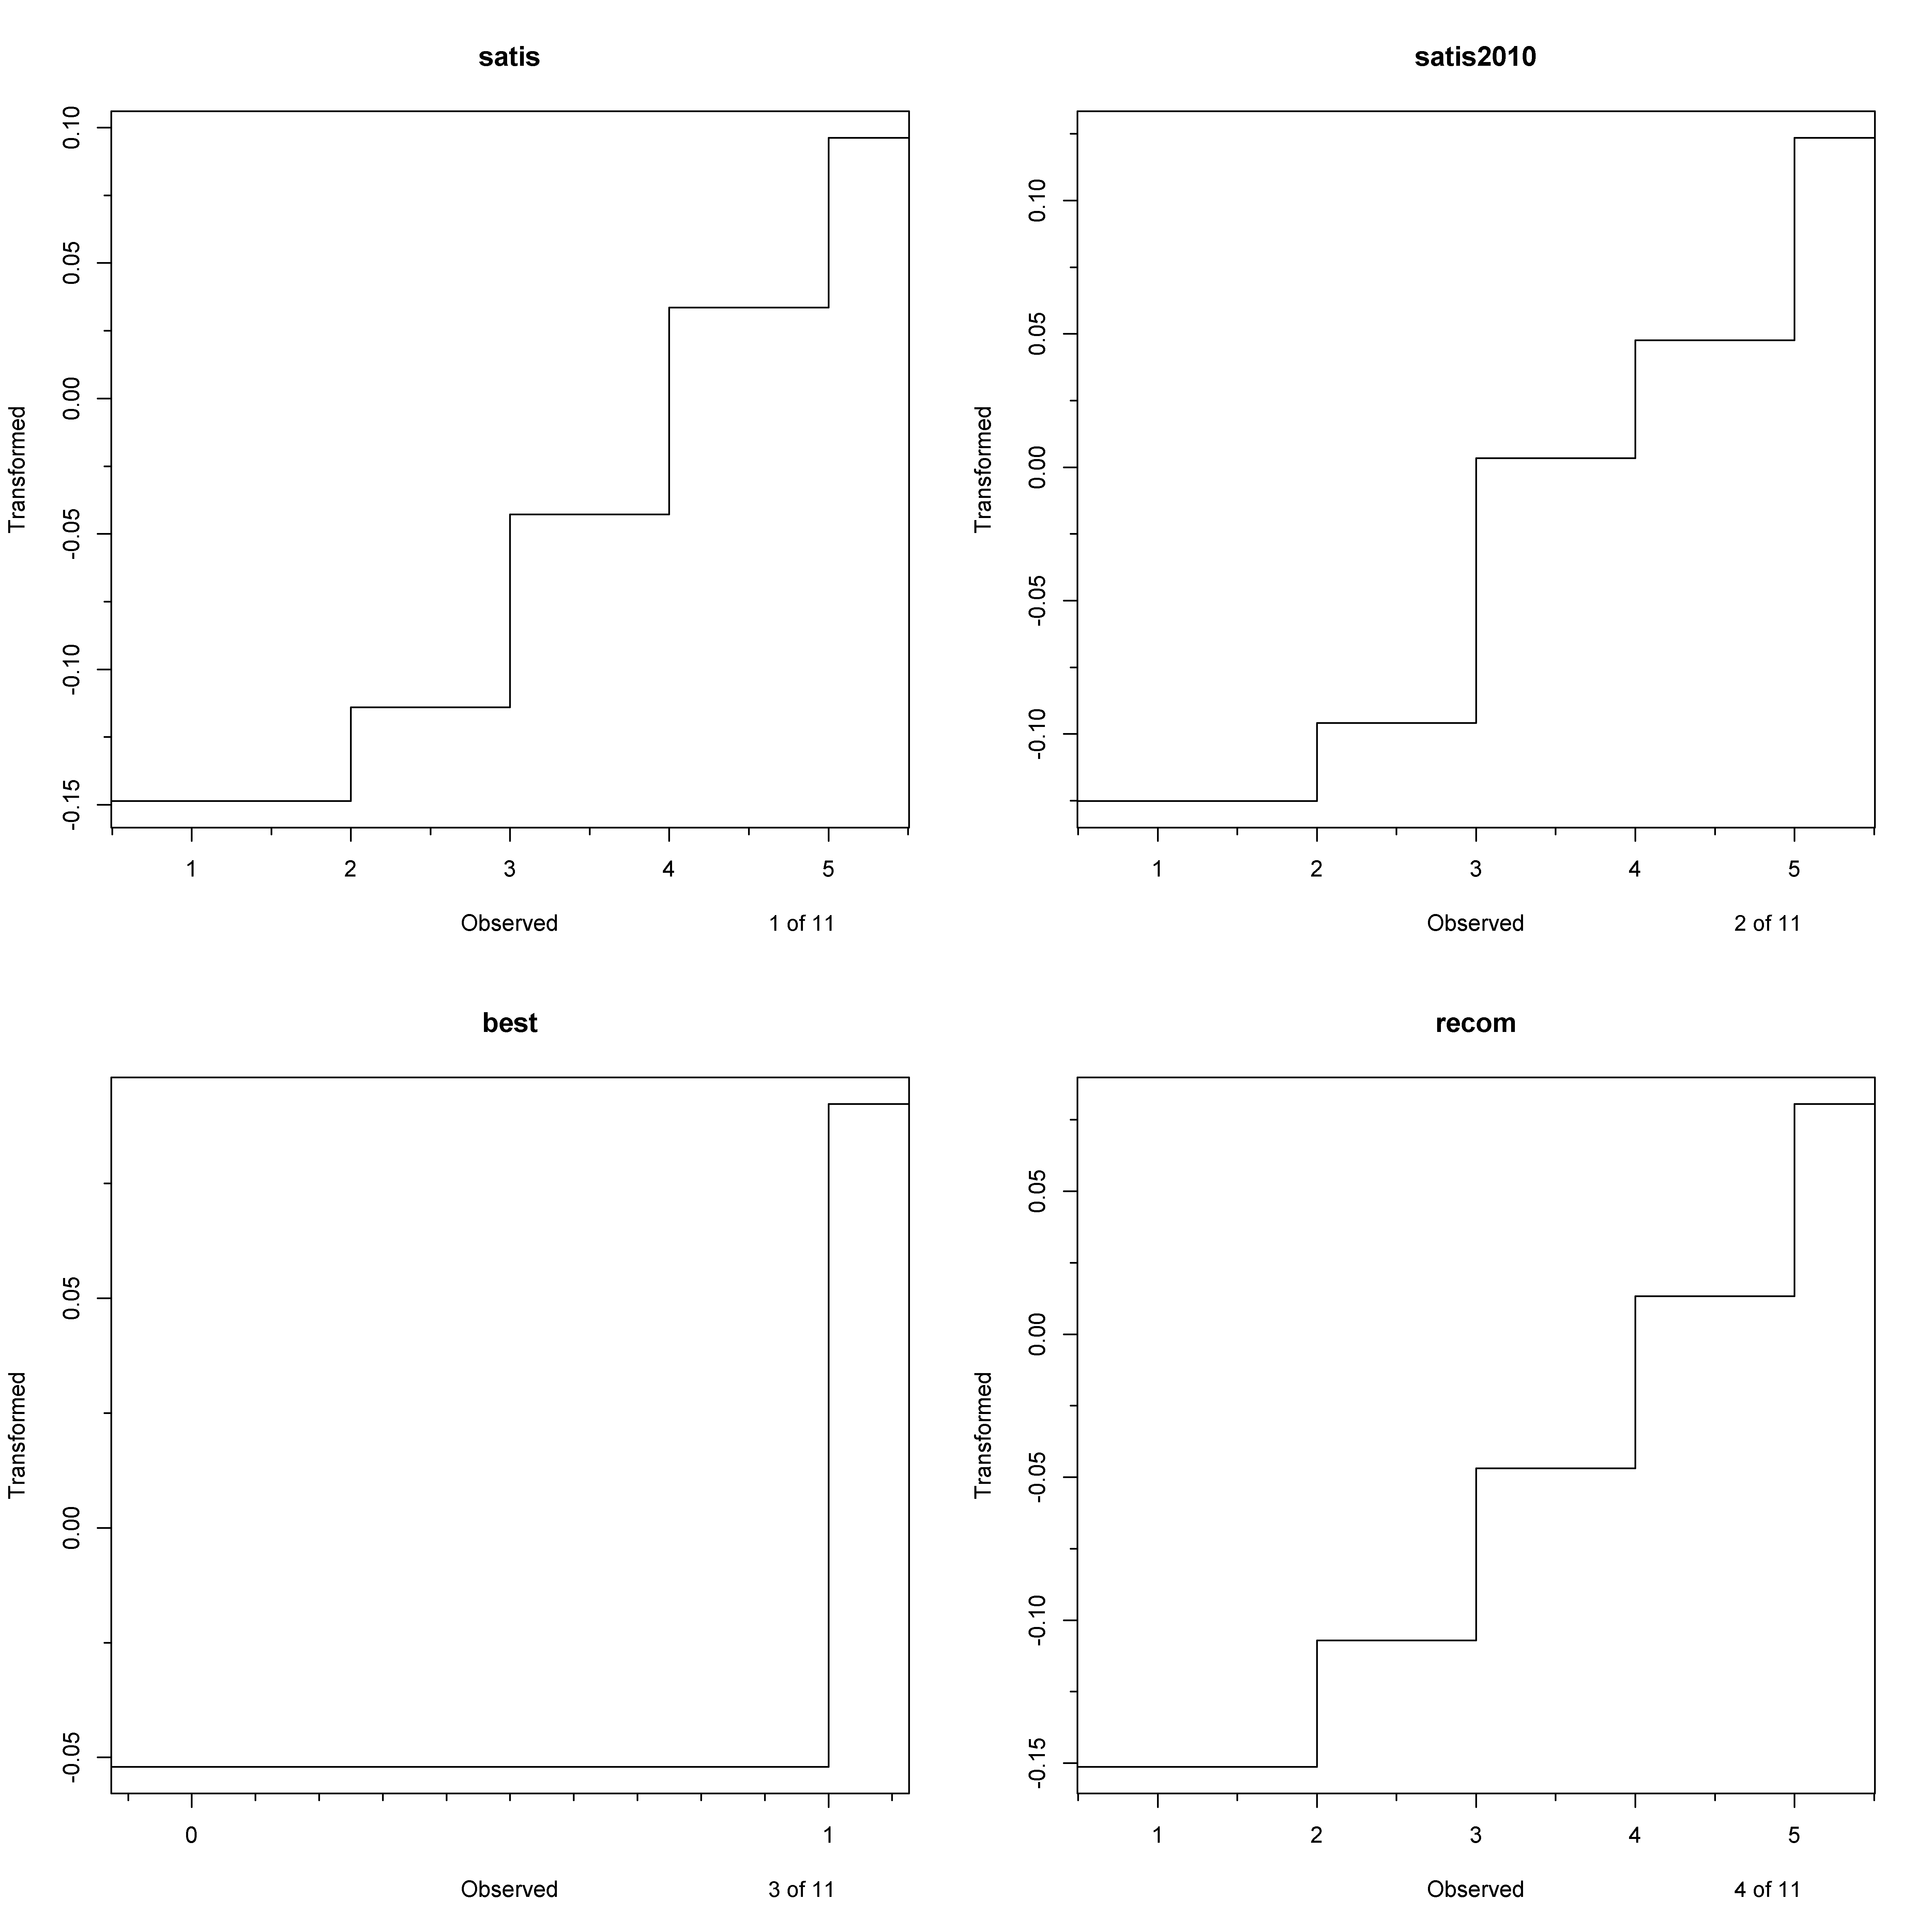 satis
0.10
0.05
0.00
-0.05
-0.10
-0.15
Transformed
1 2 3 4 5
Observed 1 of 11
satis2010
0.10
0.05
0.00
-0.05
-0.10
Transformed
1 2 3 4 5
Observed 2 of 11
best
0.05
0.00
-0.05
Transformed
0 1
Observed 3 of 11
recom
0.05
0.00
-0.05
-0.10
-0.15
Transformed
1 2 3 4 5
Observed 4 of 11